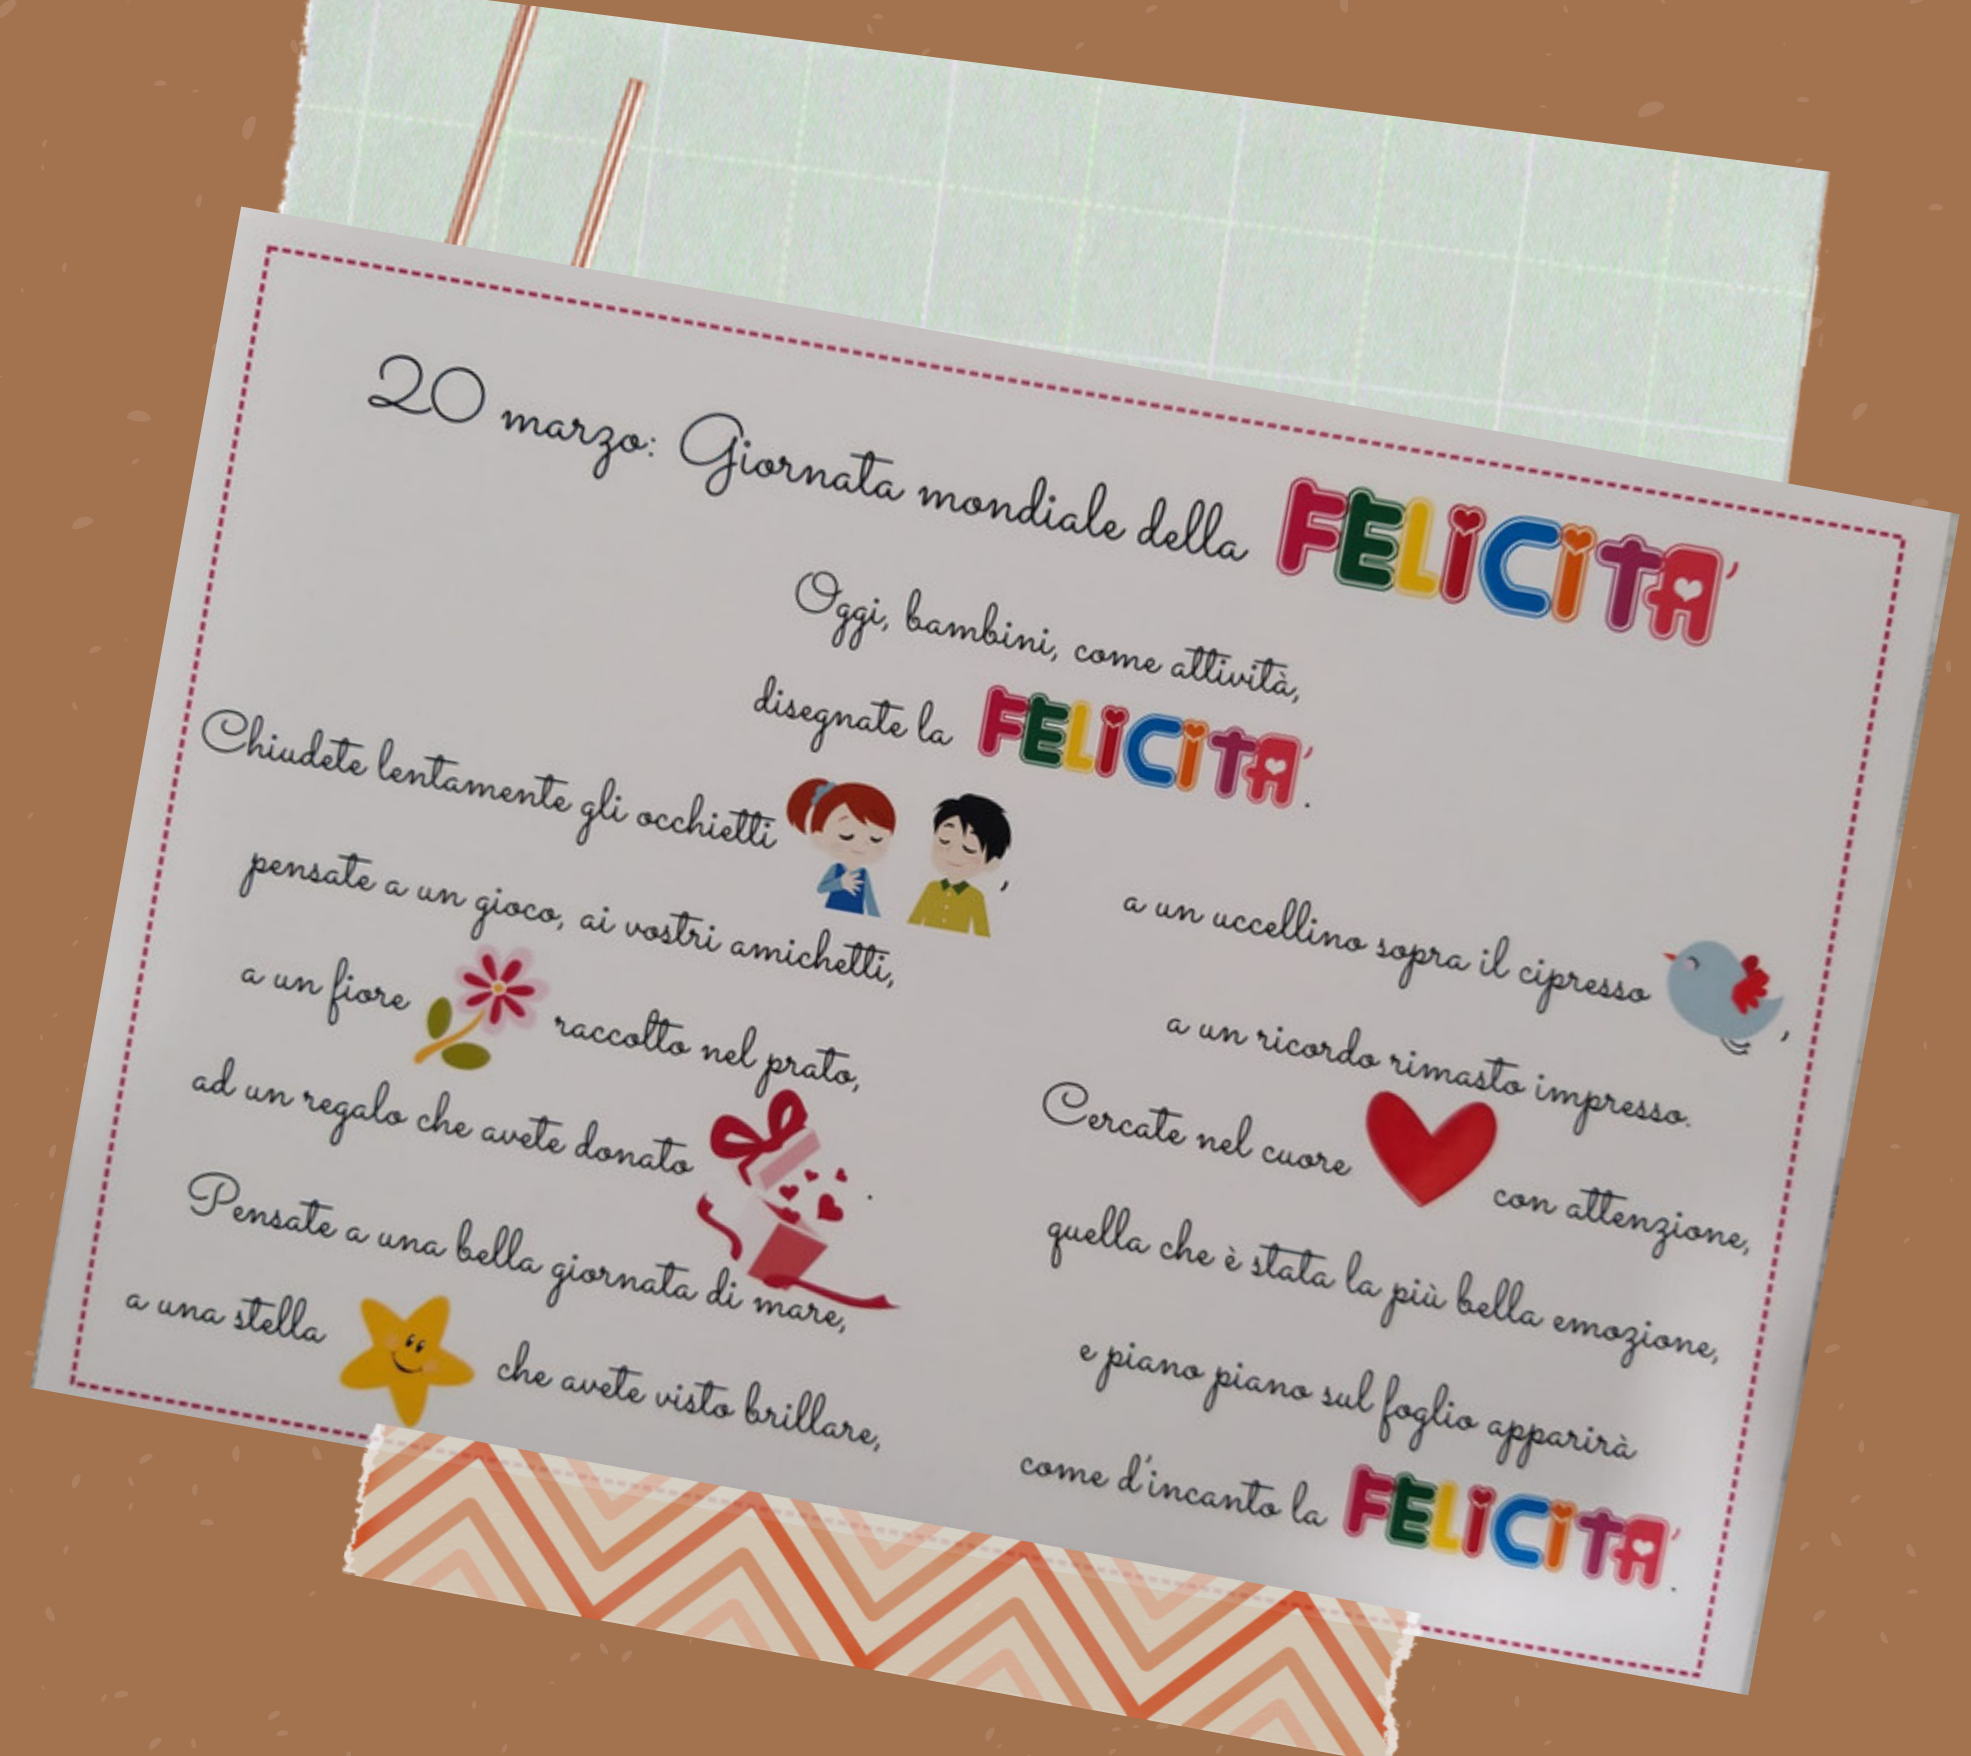 20 marzo: Giornata mondiale della FELICITA'
Oggi, bambini, come attività,
disegnate la FELICITA'.
Chiudete lentamente gli occhietti,
pensate a un gioco, ai vostri amichetti,
a un fiore raccolto nel prato,
ad un regalo che avete donato.
Pensate a una bella giornata di mare,
a una stella che avete visto brillare,
a un uccellino sopra il cipresso,
a un ricordo rimasto impresso.
Cercate nel cuore con attenzione,
quella che è stata la più bella emozione,
e piano piano sul foglio apparirà
come d'incanto la FELICITA'.